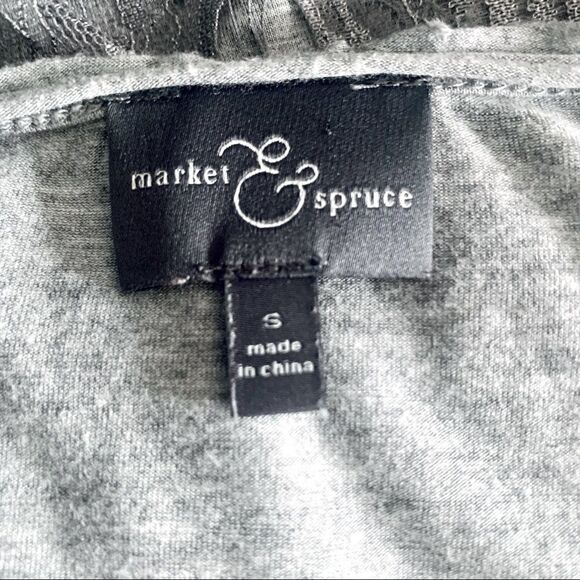 market & spruce
S
made
in china